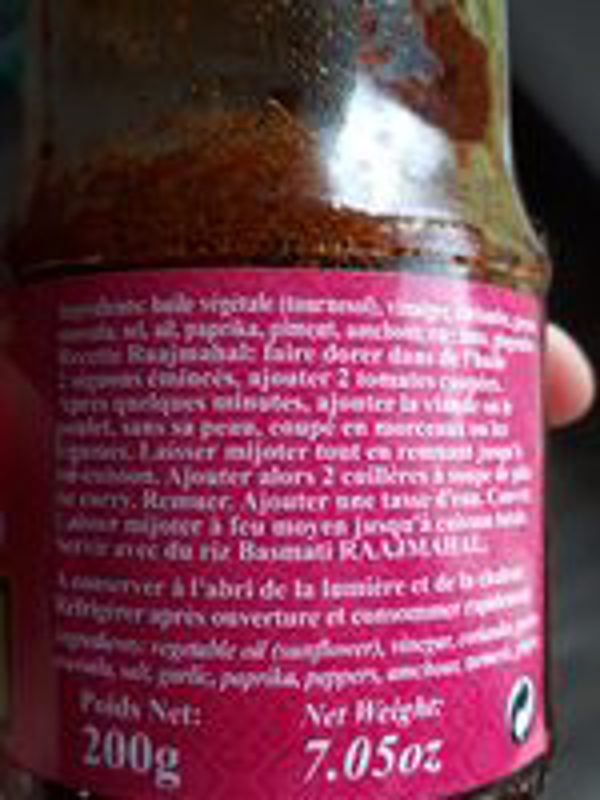 huile végétale (tournesol), vinaigre,
sel, ail, paprika, piment,
Recette Raajmahal: faire dorer dans de l'huile
2 oignons émincés, ajouter 2 tomates coupées.
Après quelques minutes, ajouter la viande ou le
poulet, sans sa peau, coupé en morceaux ou les
légumes. Laisser mijoter tout en remuant jusqu'à
mi-cuisson. Ajouter alors 2 cuillères à soupe de
de curry. Remuer. Ajouter une tasse d'eau.
Laisser mijoter à feu moyen jusqu'à cuisson
Servir avec du riz Basmati RAAJMAHAL.
A conserver à l'abri de la lumière et de la chaleur.
Réfrigérer après ouverture et consommer rapidement.
Ingredients: vegetable oil (sunflower), vinegar,
salt, garlic, paprika, peppers,
Poids Net: Net Weight:
200g 7.05oz